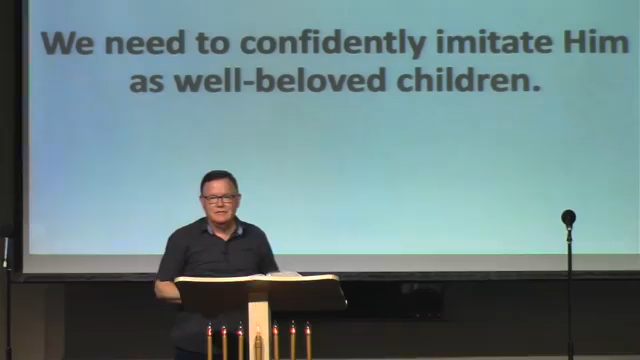 We need to confidently imitate Him
as well-beloved children.